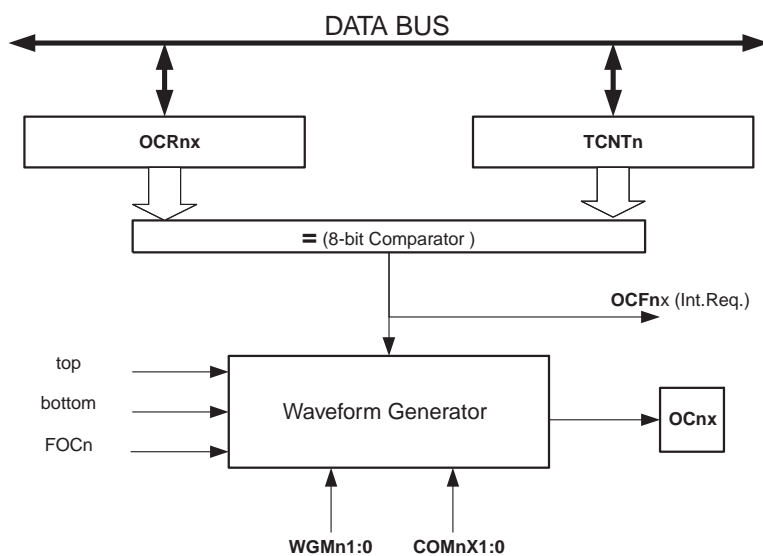 DATA BUS
OCRnx
TCNTn
= (8-bit Comparator )
OCFnx (Int.Req.)
top
bottom
FOCn
Waveform Generator
OCnx
WGMn1:0
COMnX1:0